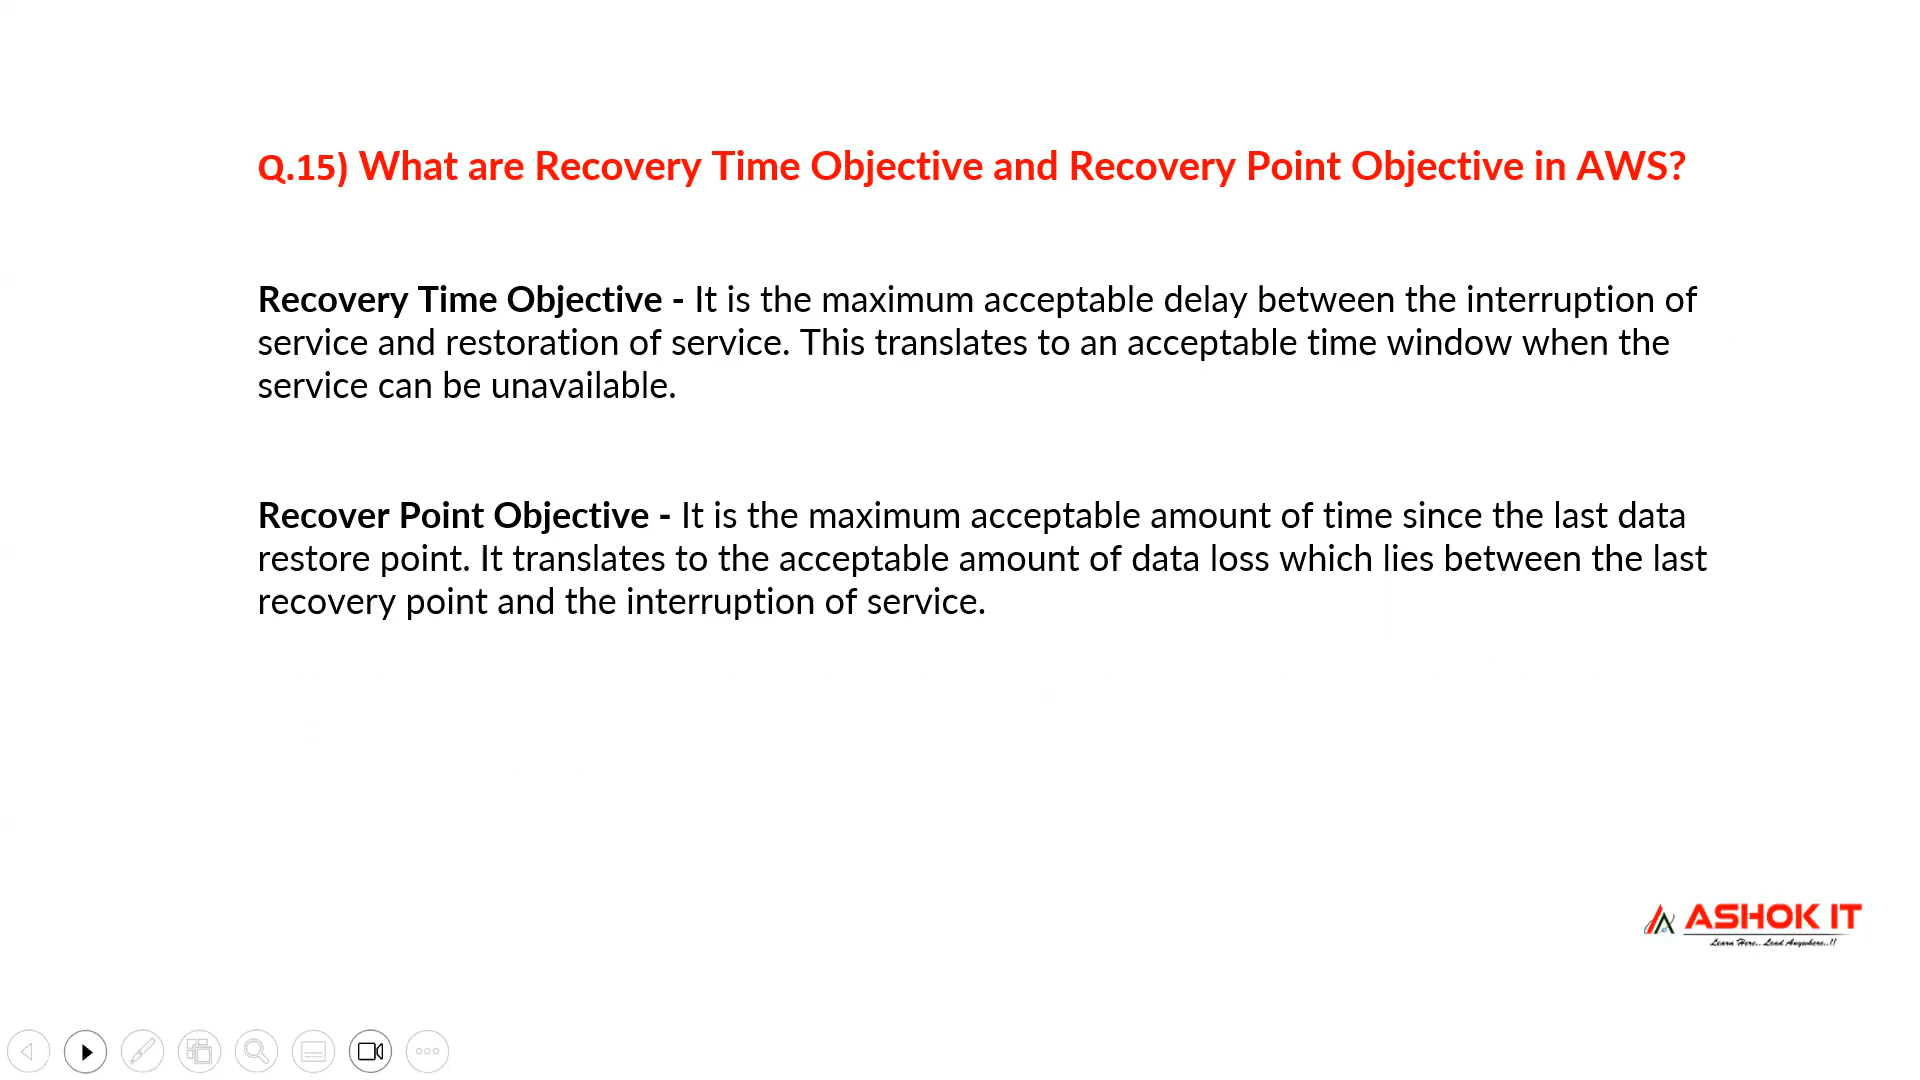 Q.15) What are Recovery Time Objective and Recovery Point Objective in AWS?
Recovery Time Objective - It is the maximum acceptable delay between the interruption of
service and restoration of service. This translates to an acceptable time window when the
service can be unavailable.
Recover Point Objective - It is the maximum acceptable amount of time since the last data
restore point. It translates to the acceptable amount of data loss which lies between the last
recovery point and the interruption of service.
ASHOK IT
Learn Here.. Lead Anywhere..!!